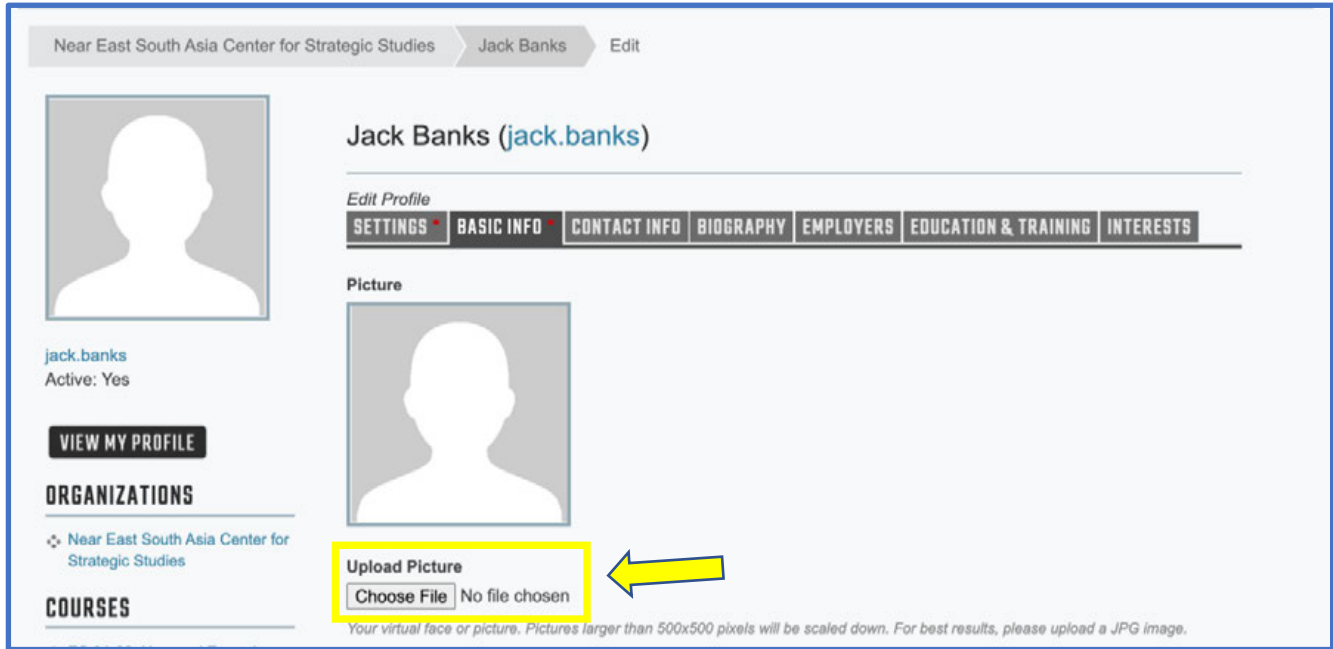 Near East South Asia Center for Strategic Studies Jack Banks Edit
Jack Banks (jack.banks)
Edit Profile
SETTINGS * BASIC INFO * CONTACT INFO BIOGRAPHY EMPLOYERS EDUCATION & TRAINING INTERESTS
Picture
jack.banks
Active: Yes
VIEW MY PROFILE
ORGANIZATIONS
Near East South Asia Center for
Strategic Studies
COURSES
Upload Picture
Choose File No file chosen
Your virtual face or picture. Pictures larger than 500x500 pixels will be scaled down. For best results, please upload a JPG image.